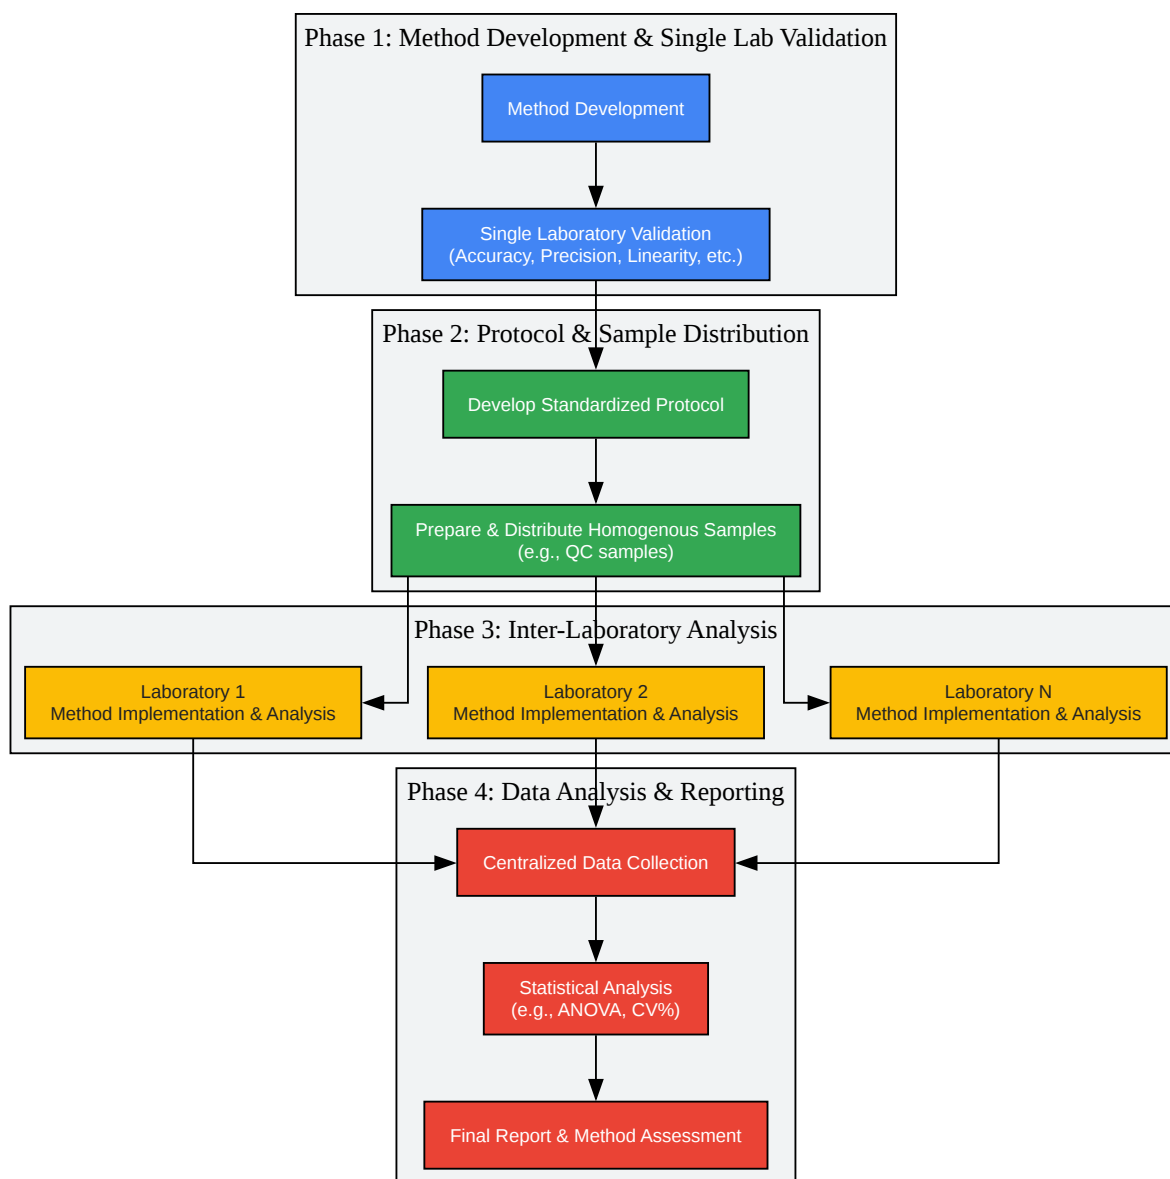 Phase 1: Method Development & Single Lab Validation
Method Development
Single Laboratory Validation
(Accuracy, Precision, Linearity, etc.)
Phase 2: Protocol & Sample Distribution
Develop Standardized Protocol
Prepare & Distribute Homogenous Samples
(e.g., QC samples)
Phase 3: Inter-Laboratory Analysis
Laboratory 1
Method Implementation & Analysis
Laboratory 2
Method Implementation & Analysis
Laboratory N
Method Implementation & Analysis
Phase 4: Data Analysis & Reporting
Centralized Data Collection
Statistical Analysis
(e.g., ANOVA, CV%)
Final Report & Method Assessment